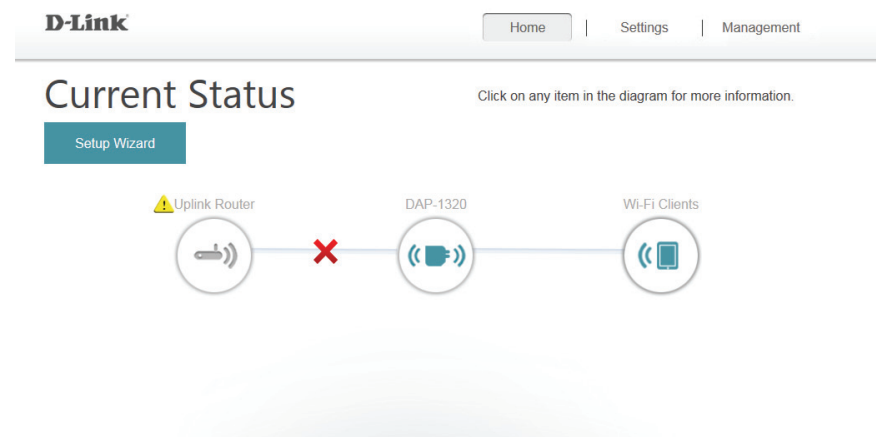 D-Link
Home | Settings | Management
Current Status
Click on any item in the diagram for more information.
Setup Wizard
Uplink Router
DAP-1320
Wi-Fi Clients